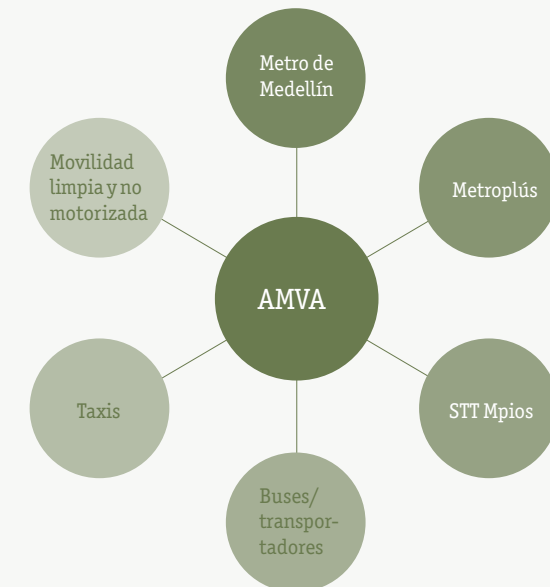 Metro de
Medellín
Movilidad
limpia y no
motorizada
Metroplús
AMVA
Taxis
STT Mpios
Buses/
transpor-
tadores